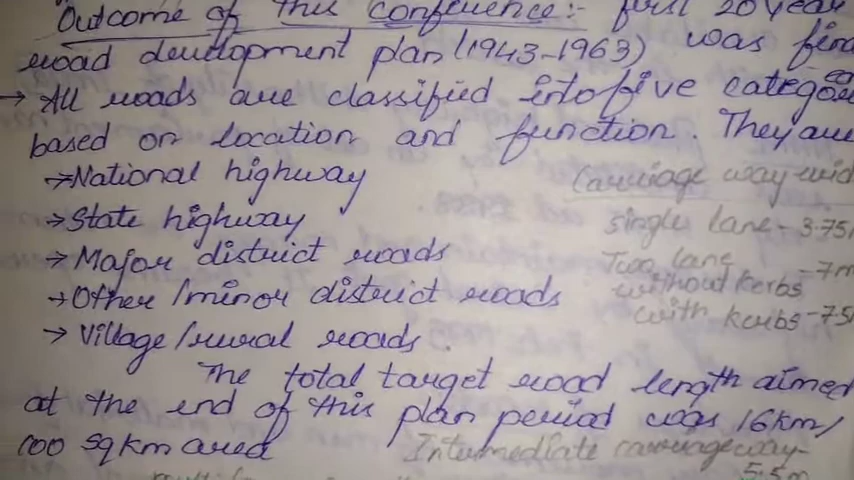 Outcome of This Conference:- first 20 year
road development plan (1943-1963) was
→ All roads are classified into five
based on location and function. They are
→ National highway
Carriage way
→ State highway
Single lane - 3.75
→ Major district roads
Two lane
without kerbs - 7m
→ Other / minor district roads
with kerbs - 7.5
→ Village / rural roads.
The total target road length aimed
at the end of this plan period was 16km/
100 sqkm area
Intermediate carriageway -
5.5m